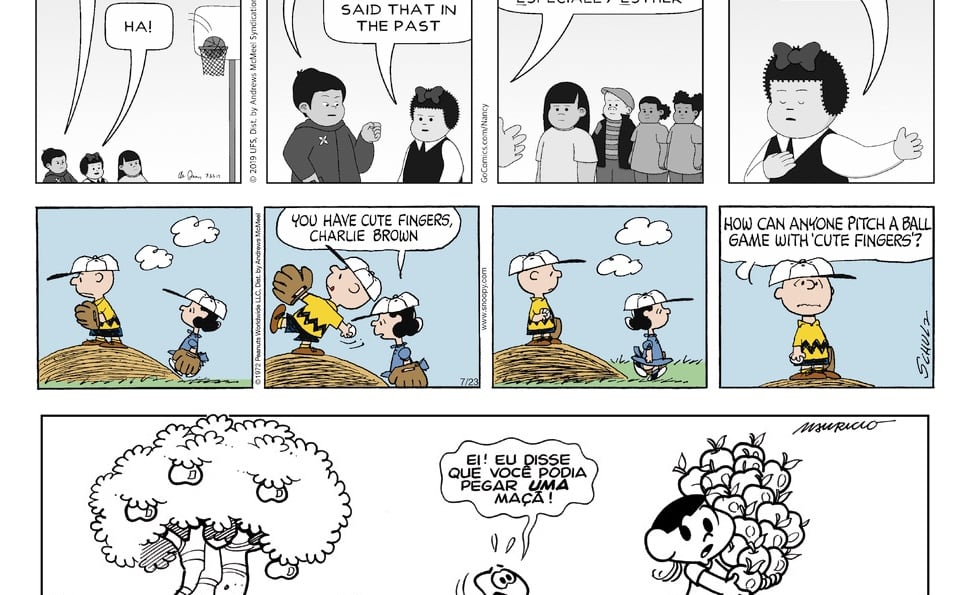 HA!
SAID THAT IN
THE PAST
ESPECIALLY ESTHER
© 2019 UFS, Dist. by Andrews McMeel Syndication
GoComics.com/Nancy
YOU HAVE CUTE FINGERS,
CHARLIE BROWN
HOW CAN ANYONE PITCH A BALL
GAME WITH 'CUTE FINGERS'?
©1972 Peanuts Worldwide LLC, Dist. by Andrews McMeel
7/23
www.snoopy.com
SCHULZ
MAURICIO
EI! EU DISSE
QUE VOCÊ PODIA
PEGAR UMA
MAÇÃ!